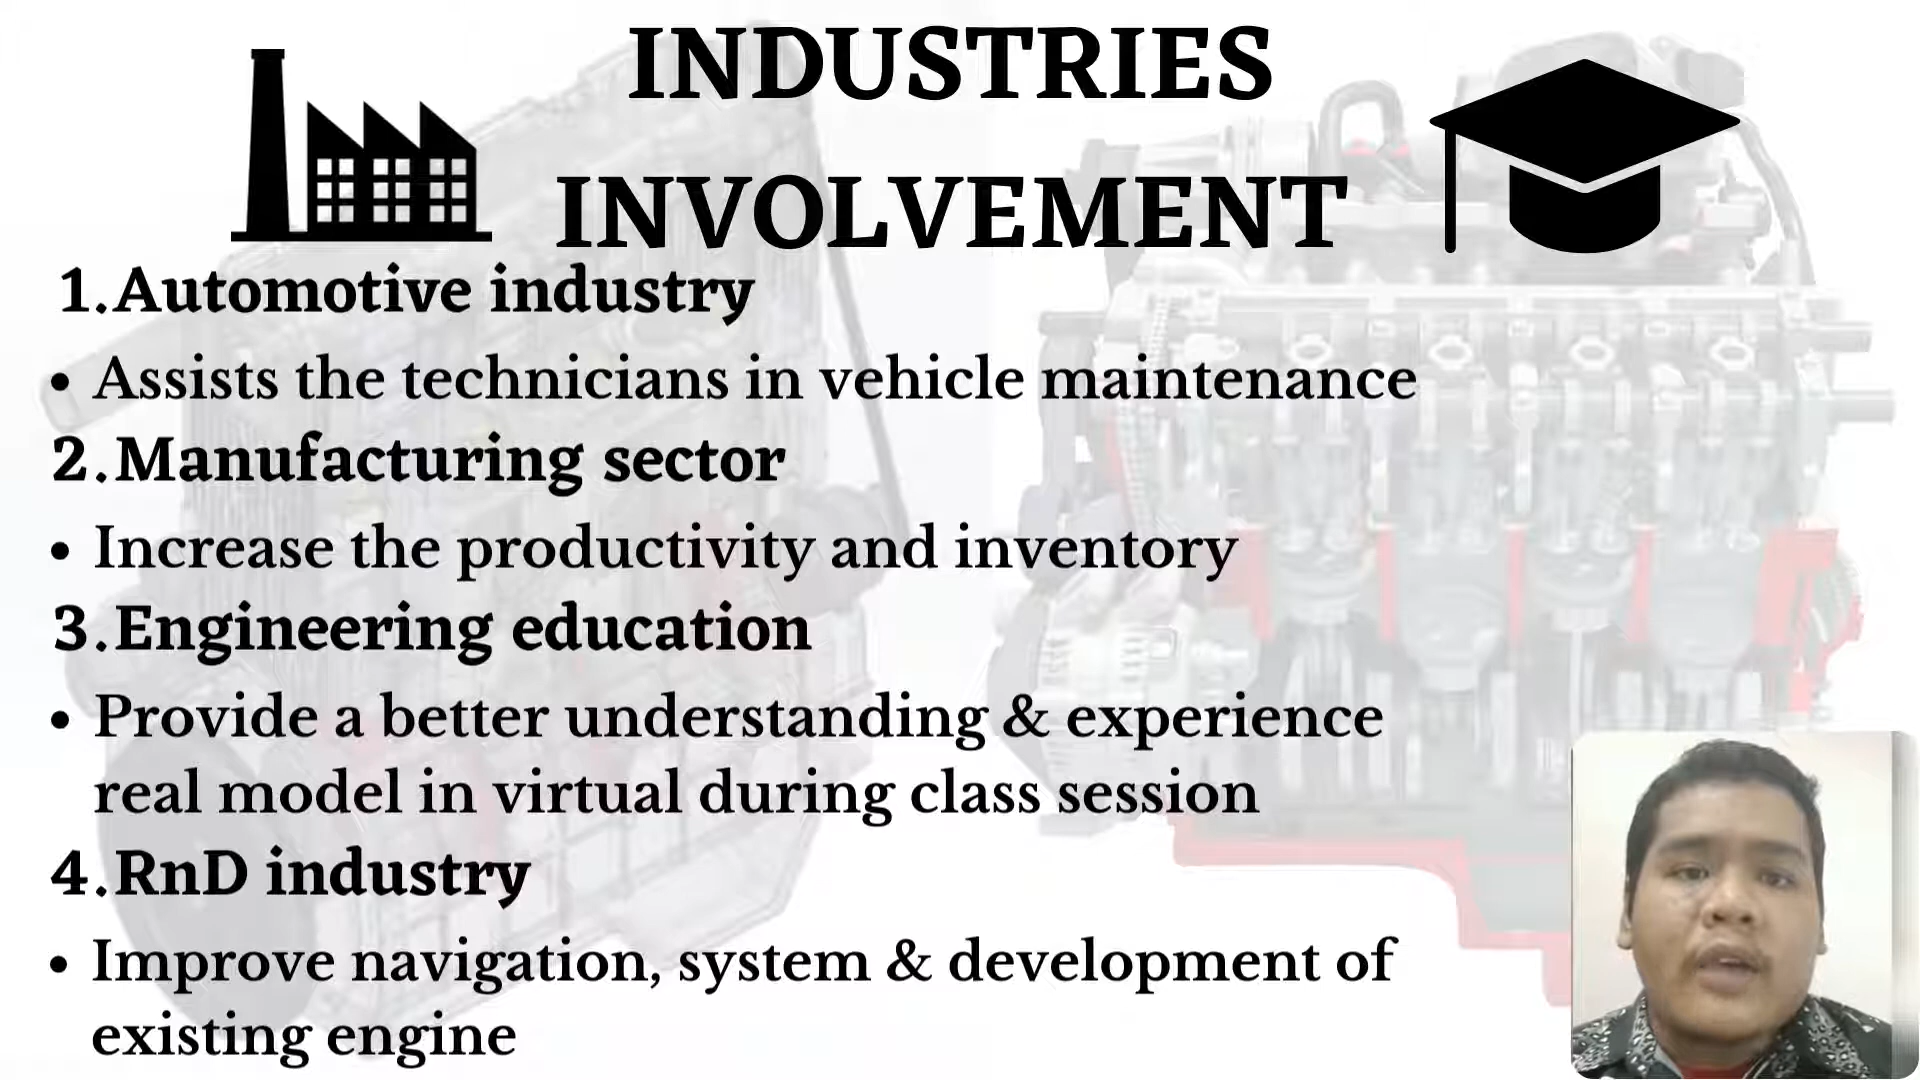 INDUSTRIES
INVOLVEMENT
1.Automotive industry
• Assists the technicians in vehicle maintenance
2.Manufacturing sector
• Increase the productivity and inventory
3.Engineering education
• Provide a better understanding & experience
real model in virtual during class session
4.RnD industry
• Improve navigation, system & development of
existing engine